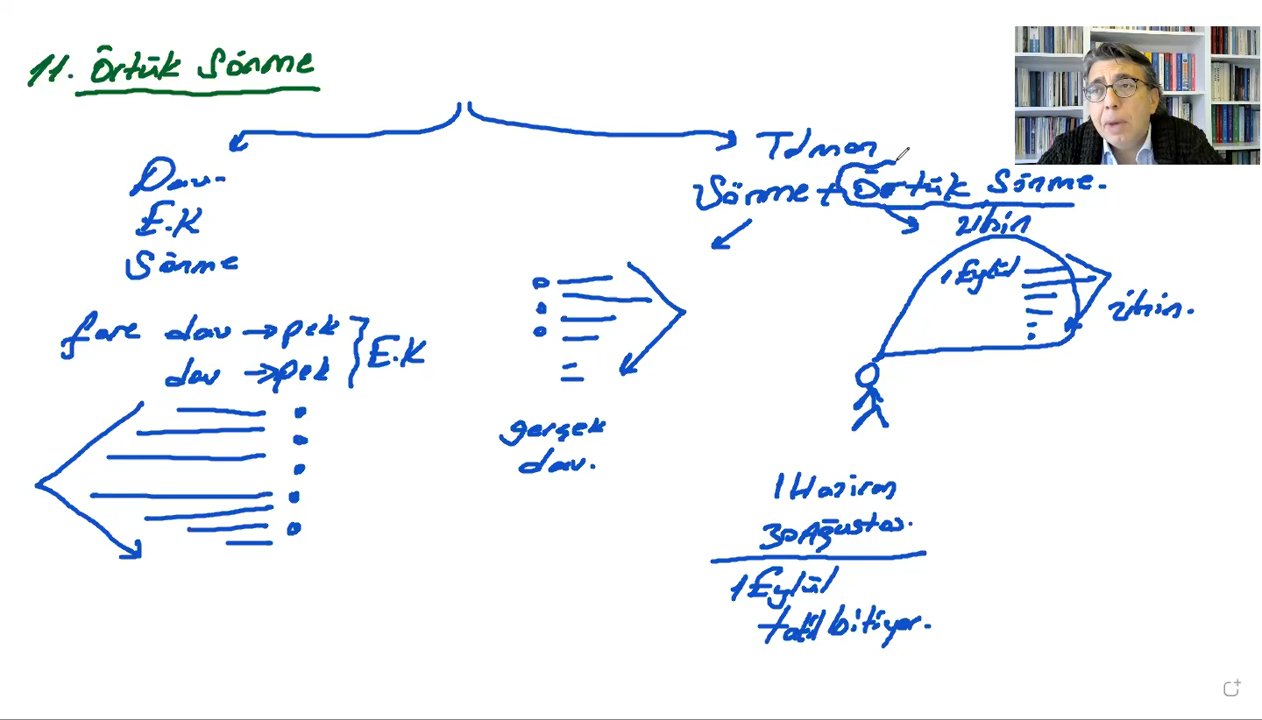 11. Örtük Sönme
Dav.
E.K
Sönme
fare dav → pek
dav → pek
E.K
Tolman
Sönme + Örtük Sönme.
zihin
1 Eylül
zihin.
gerçek
dav.
1 Haziran
30 Ağustos.
1 Eylül
tatil bitiyor.